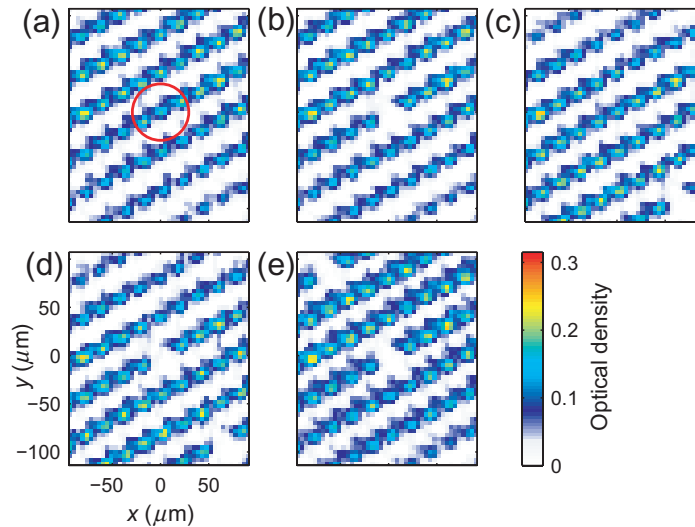 (a)
(b)
(c)
(d)
(e)
50
0
−50
−100
y (μm)
−50
0
50
x (μm)
0.3
0.2
0.1
0
Optical density